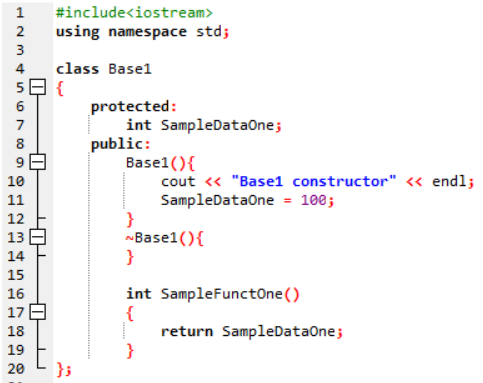 1 #include<iostream>
2 using namespace std;
3
4 class Base1
5 {
6 protected:
7 int SampleDataOne;
8 public:
9 Base1(){
10 cout << "Base1 constructor" << endl;
11 SampleDataOne = 100;
12 }
13 ~Base1(){
14 }
15
16 int SampleFunctOne()
17 {
18 return SampleDataOne;
19 }
20 };